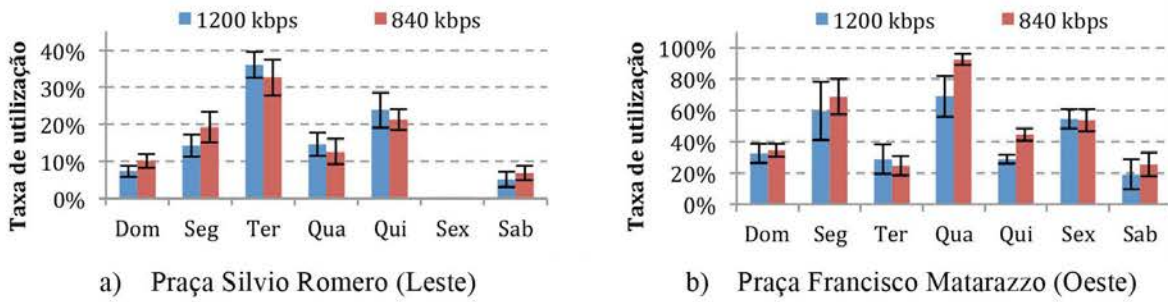 1200 kbps 840 kbps
Taxa de utilização
40%
30%
20%
10%
0%
Dom Seg Ter Qua Qui Sex Sab
a) Praça Silvio Romero (Leste)
1200 kbps 840 kbps
Taxa de utilização
100%
80%
60%
40%
20%
0%
Dom Seg Ter Qua Qui Sex Sab
b) Praça Francisco Matarazzo (Oeste)